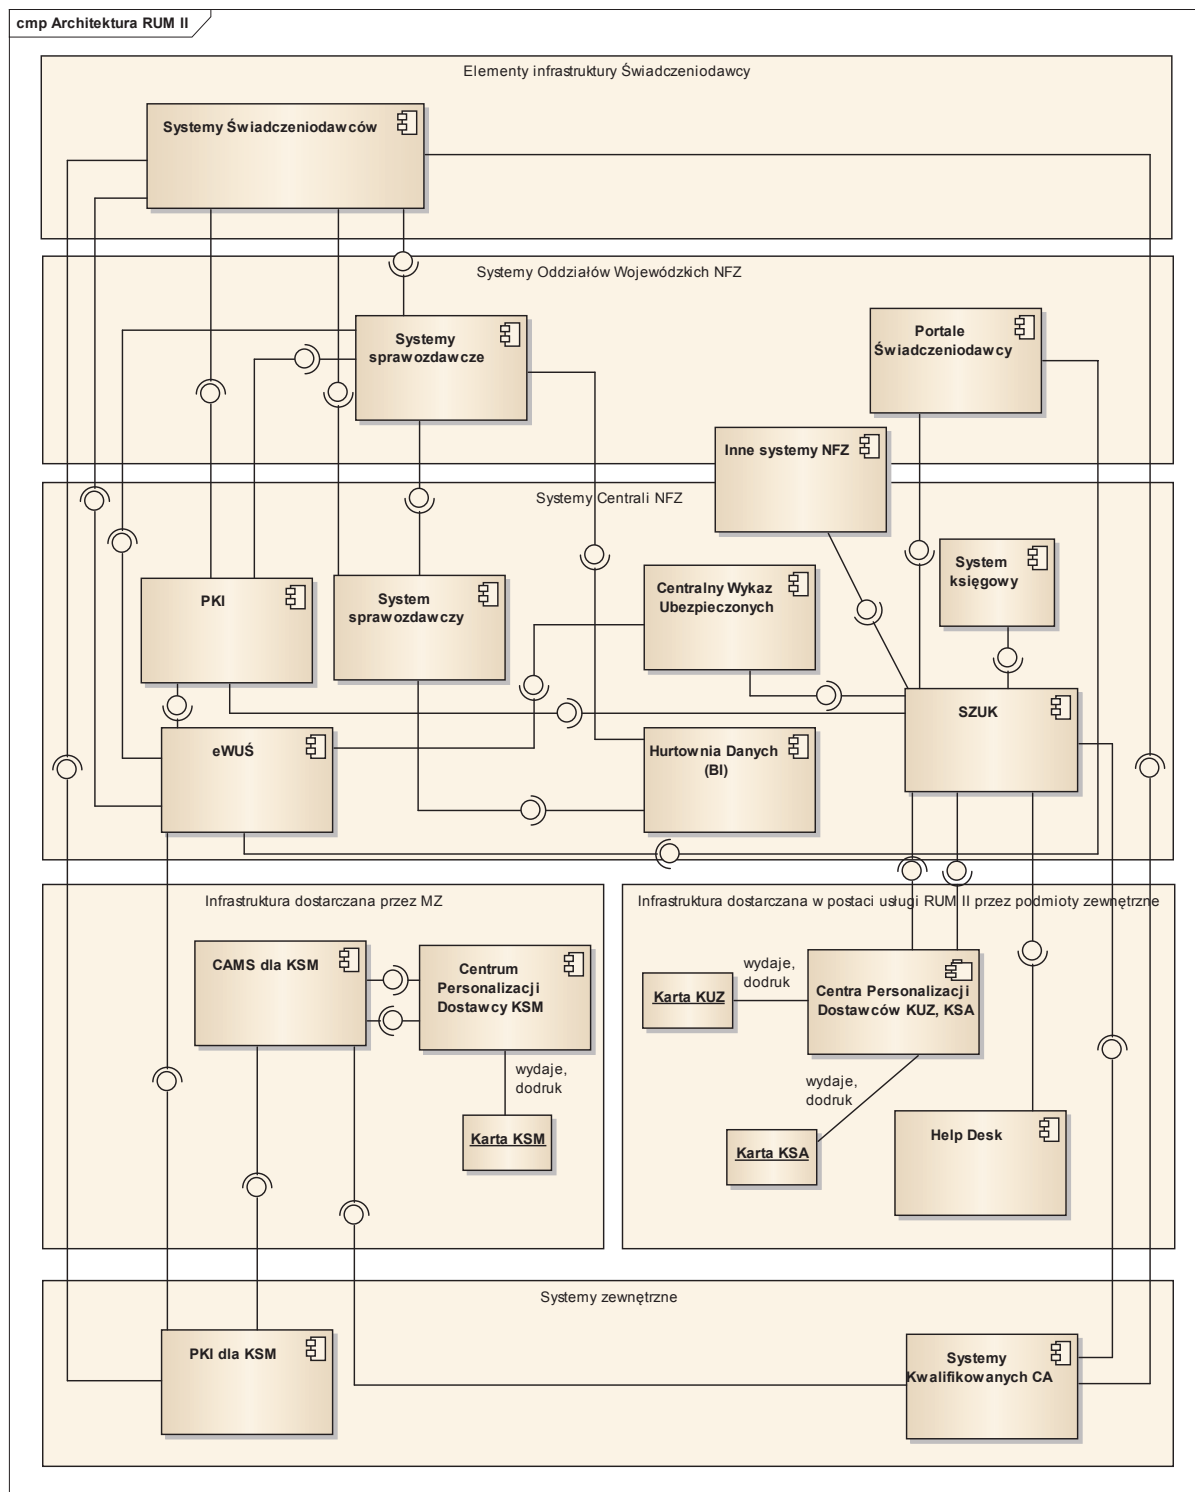 cmp Architektura RUM II
Elementy infrastruktury Świadczeniodawcy
Systemy Świadczeniodawców
Systemy Oddziałów Wojewódzkich NFZ
Systemy
sprawozdawcze
Portale
Świadczeniodawcy
Inne systemy NFZ
Systemy Centrali NFZ
System
księgowy
Centralny Wykaz
Ubezpieczonych
PKI
System
sprawozdawczy
SZUK
eWUŚ
Hurtownia Danych
(BI)
Infrastruktura dostarczana przez MZ
Infrastruktura dostarczana w postaci usługi RUM II przez podmioty zewnętrzne
CAMS dla KSM
Centrum
Personalizacji
Dostawcy KSM
wydaje,
dodruk
Karta KSM
Karta KUZ
wydaje,
dodruk
Centra Personalizacji
Dostawców KUZ, KSA
wydaje,
dodruk
Karta KSA
Help Desk
Systemy zewnętrzne
PKI dla KSM
Systemy
Kwalifikowanych CA